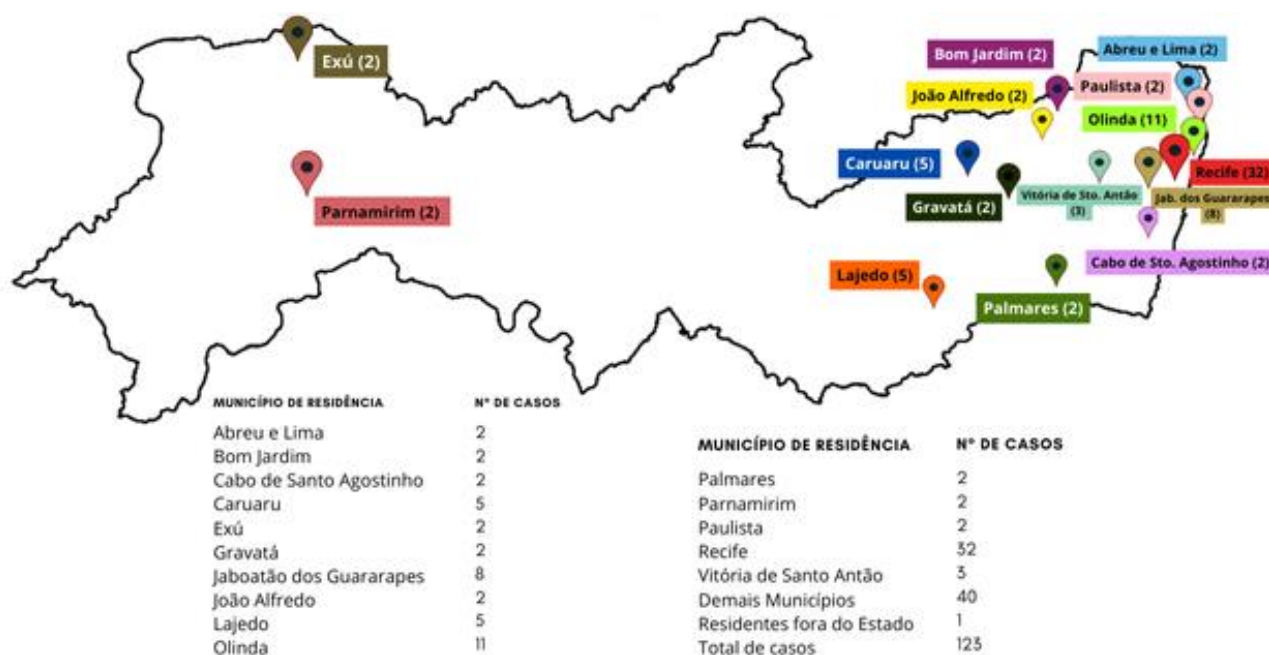 Exú (2)
Parnamirim (2)
Bom Jardim (2)
Abreu e Lima (2)
João Alfredo (2)
Paulista (2)
Olinda (11)
Caruaru (5)
Recife (32)
Gravatá (2)
Vitória de Sto. Antão
(3)
Jab. dos Guararapes
(8)
Lajedo (5)
Cabo de Sto. Agostinho (2)
Palmares (2)
MUNICÍPIO DE RESIDÊNCIA Nº DE CASOS
Abreu e Lima 2
Bom Jardim 2
Cabo de Santo Agostinho 2
Caruaru 5
Exú 2
Gravatá 2
Jaboatão dos Guararapes 8
João Alfredo 2
Lajedo 5
Olinda 11
MUNICÍPIO DE RESIDÊNCIA Nº DE CASOS
Palmares 2
Parnamirim 2
Paulista 2
Recife 32
Vitória de Santo Antão 3
Demais Municípios 40
Residentes fora do Estado 1
Total de casos 123